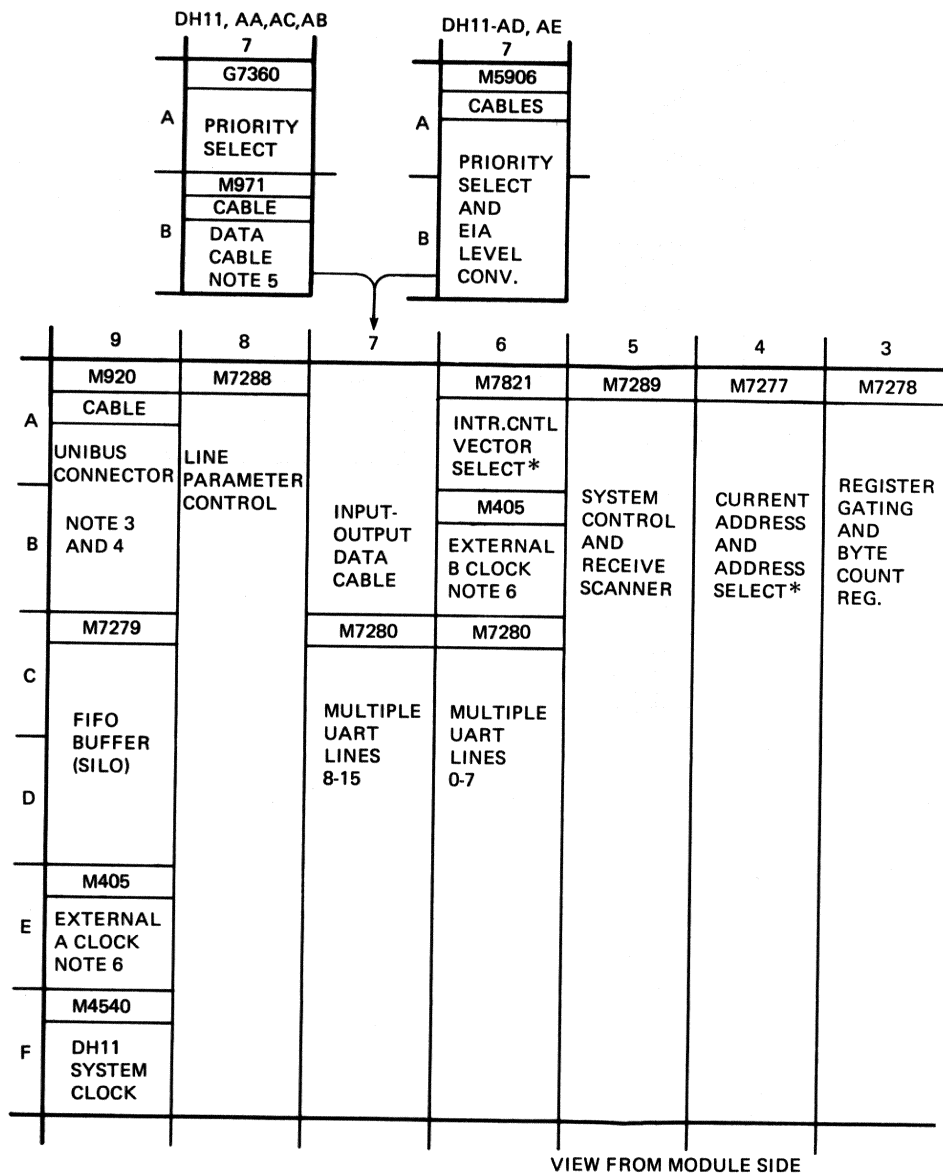 DH11, AA,AC,AB
7
G7360
A
PRIORITY
SELECT
M971
CABLE
B
DATA
CABLE
NOTE 5
DH11-AD, AE
7
M5906
CABLES
A
PRIORITY
SELECT
AND
B
EIA
LEVEL
CONV.
9 8 7 6 5 4 3
A
B
C
D
E
F
M920
CABLE
UNIBUS
CONNECTOR
NOTE 3
AND 4
M7279
FIFO
BUFFER
(SILO)
M405
EXTERNAL
A CLOCK
NOTE 6
M4540
DH11
SYSTEM
CLOCK
M7288
LINE
PARAMETER
CONTROL
INPUT-
OUTPUT
DATA
CABLE
M7280
MULTIPLE
UART
LINES
8-15
M7821
INTR.CNTL
VECTOR
SELECT*
M405
EXTERNAL
B CLOCK
NOTE 6
M7280
MULTIPLE
UART
LINES
0-7
M7289
SYSTEM
CONTROL
AND
RECEIVE
SCANNER
M7277
CURRENT
ADDRESS
AND
ADDRESS
SELECT*
M7278
REGISTER
GATING
AND
BYTE
COUNT
REG.
VIEW FROM MODULE SIDE